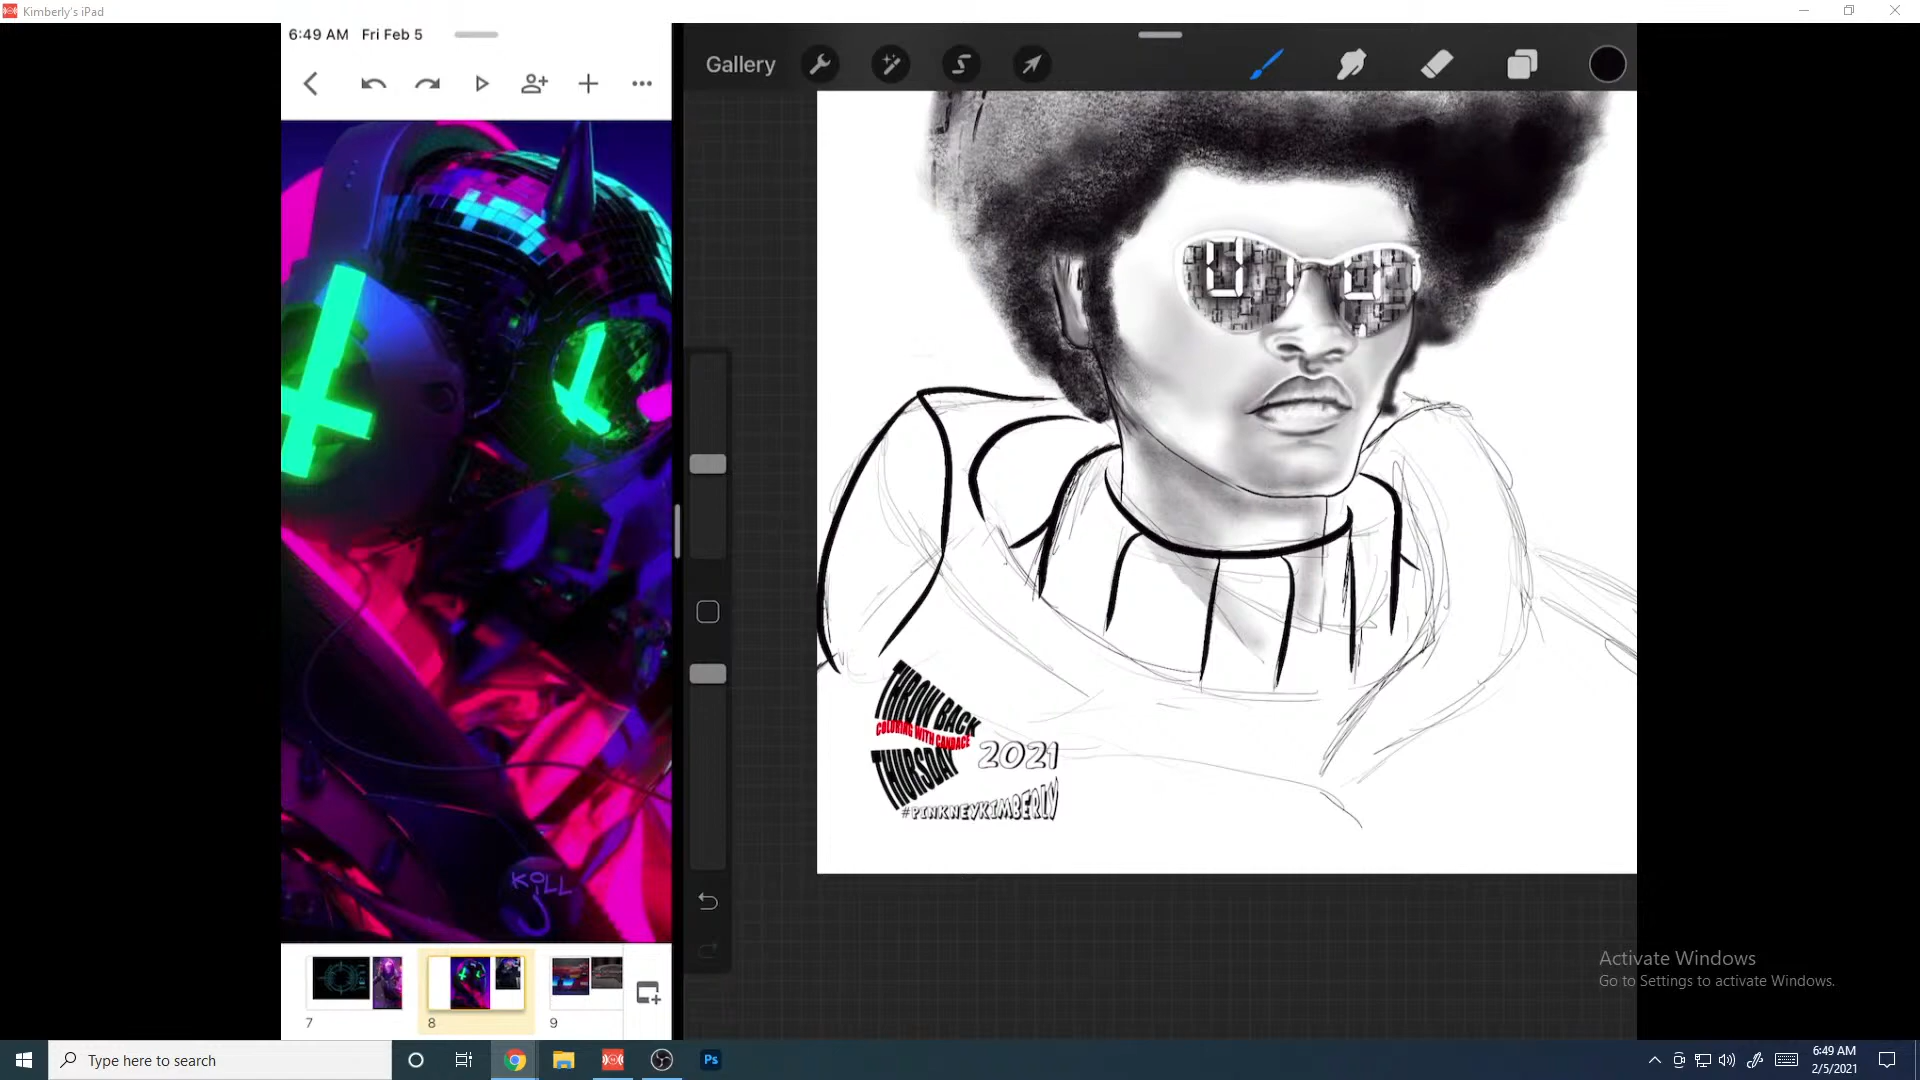 Kimberly's iPad
6:49 AM Fri Feb 5
Gallery
KiLL
J
THROW BACK
COLORING WITH CANDACE
THURSDAY
2021
#PINKNEYKIMBERLY
7
8
9
Activate Windows
Go to Settings to activate Windows.
Type here to search
Ps
6:49 AM
2/5/2021